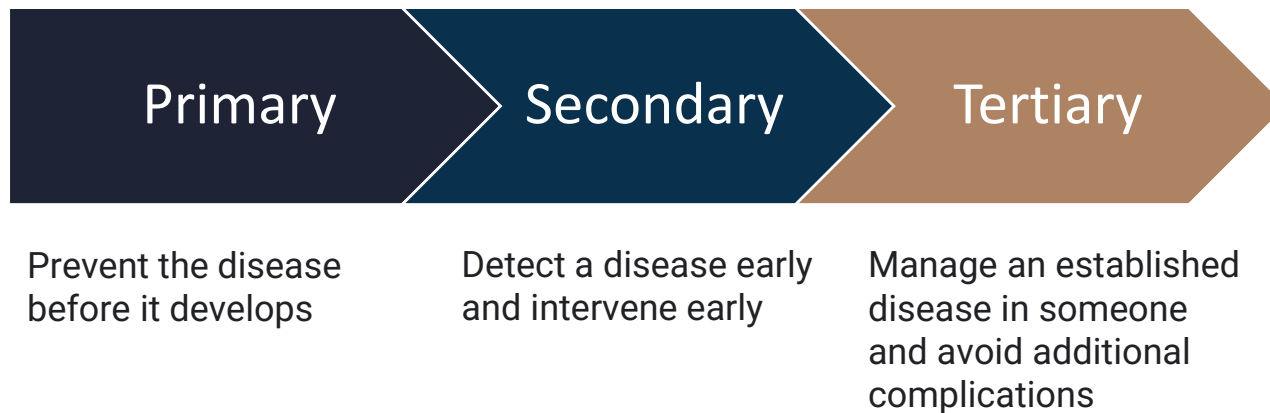 Primary
Secondary
Tertiary
Prevent the disease
before it develops
Detect a disease early
and intervene early
Manage an established
disease in someone
and avoid additional
complications